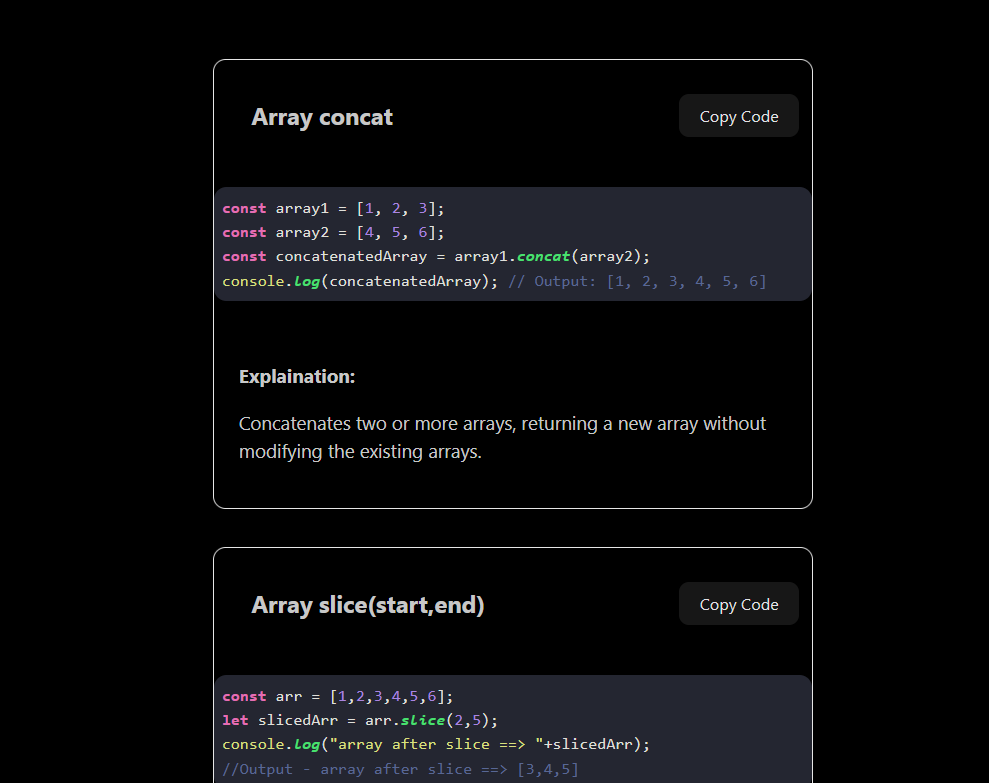 Array concat
Copy Code
const array1 = [1, 2, 3];
const array2 = [4, 5, 6];
const concatenatedArray = array1.concat(array2);
console.log(concatenatedArray); // Output: [1, 2, 3, 4, 5, 6]
Explaination:
Concatenates two or more arrays, returning a new array without
modifying the existing arrays.
Array slice(start,end)
Copy Code
const arr = [1,2,3,4,5,6];
let slicedArr = arr.slice(2,5);
console.log("array after slice ==> "+slicedArr);
//Output - array after slice ==> [3,4,5]